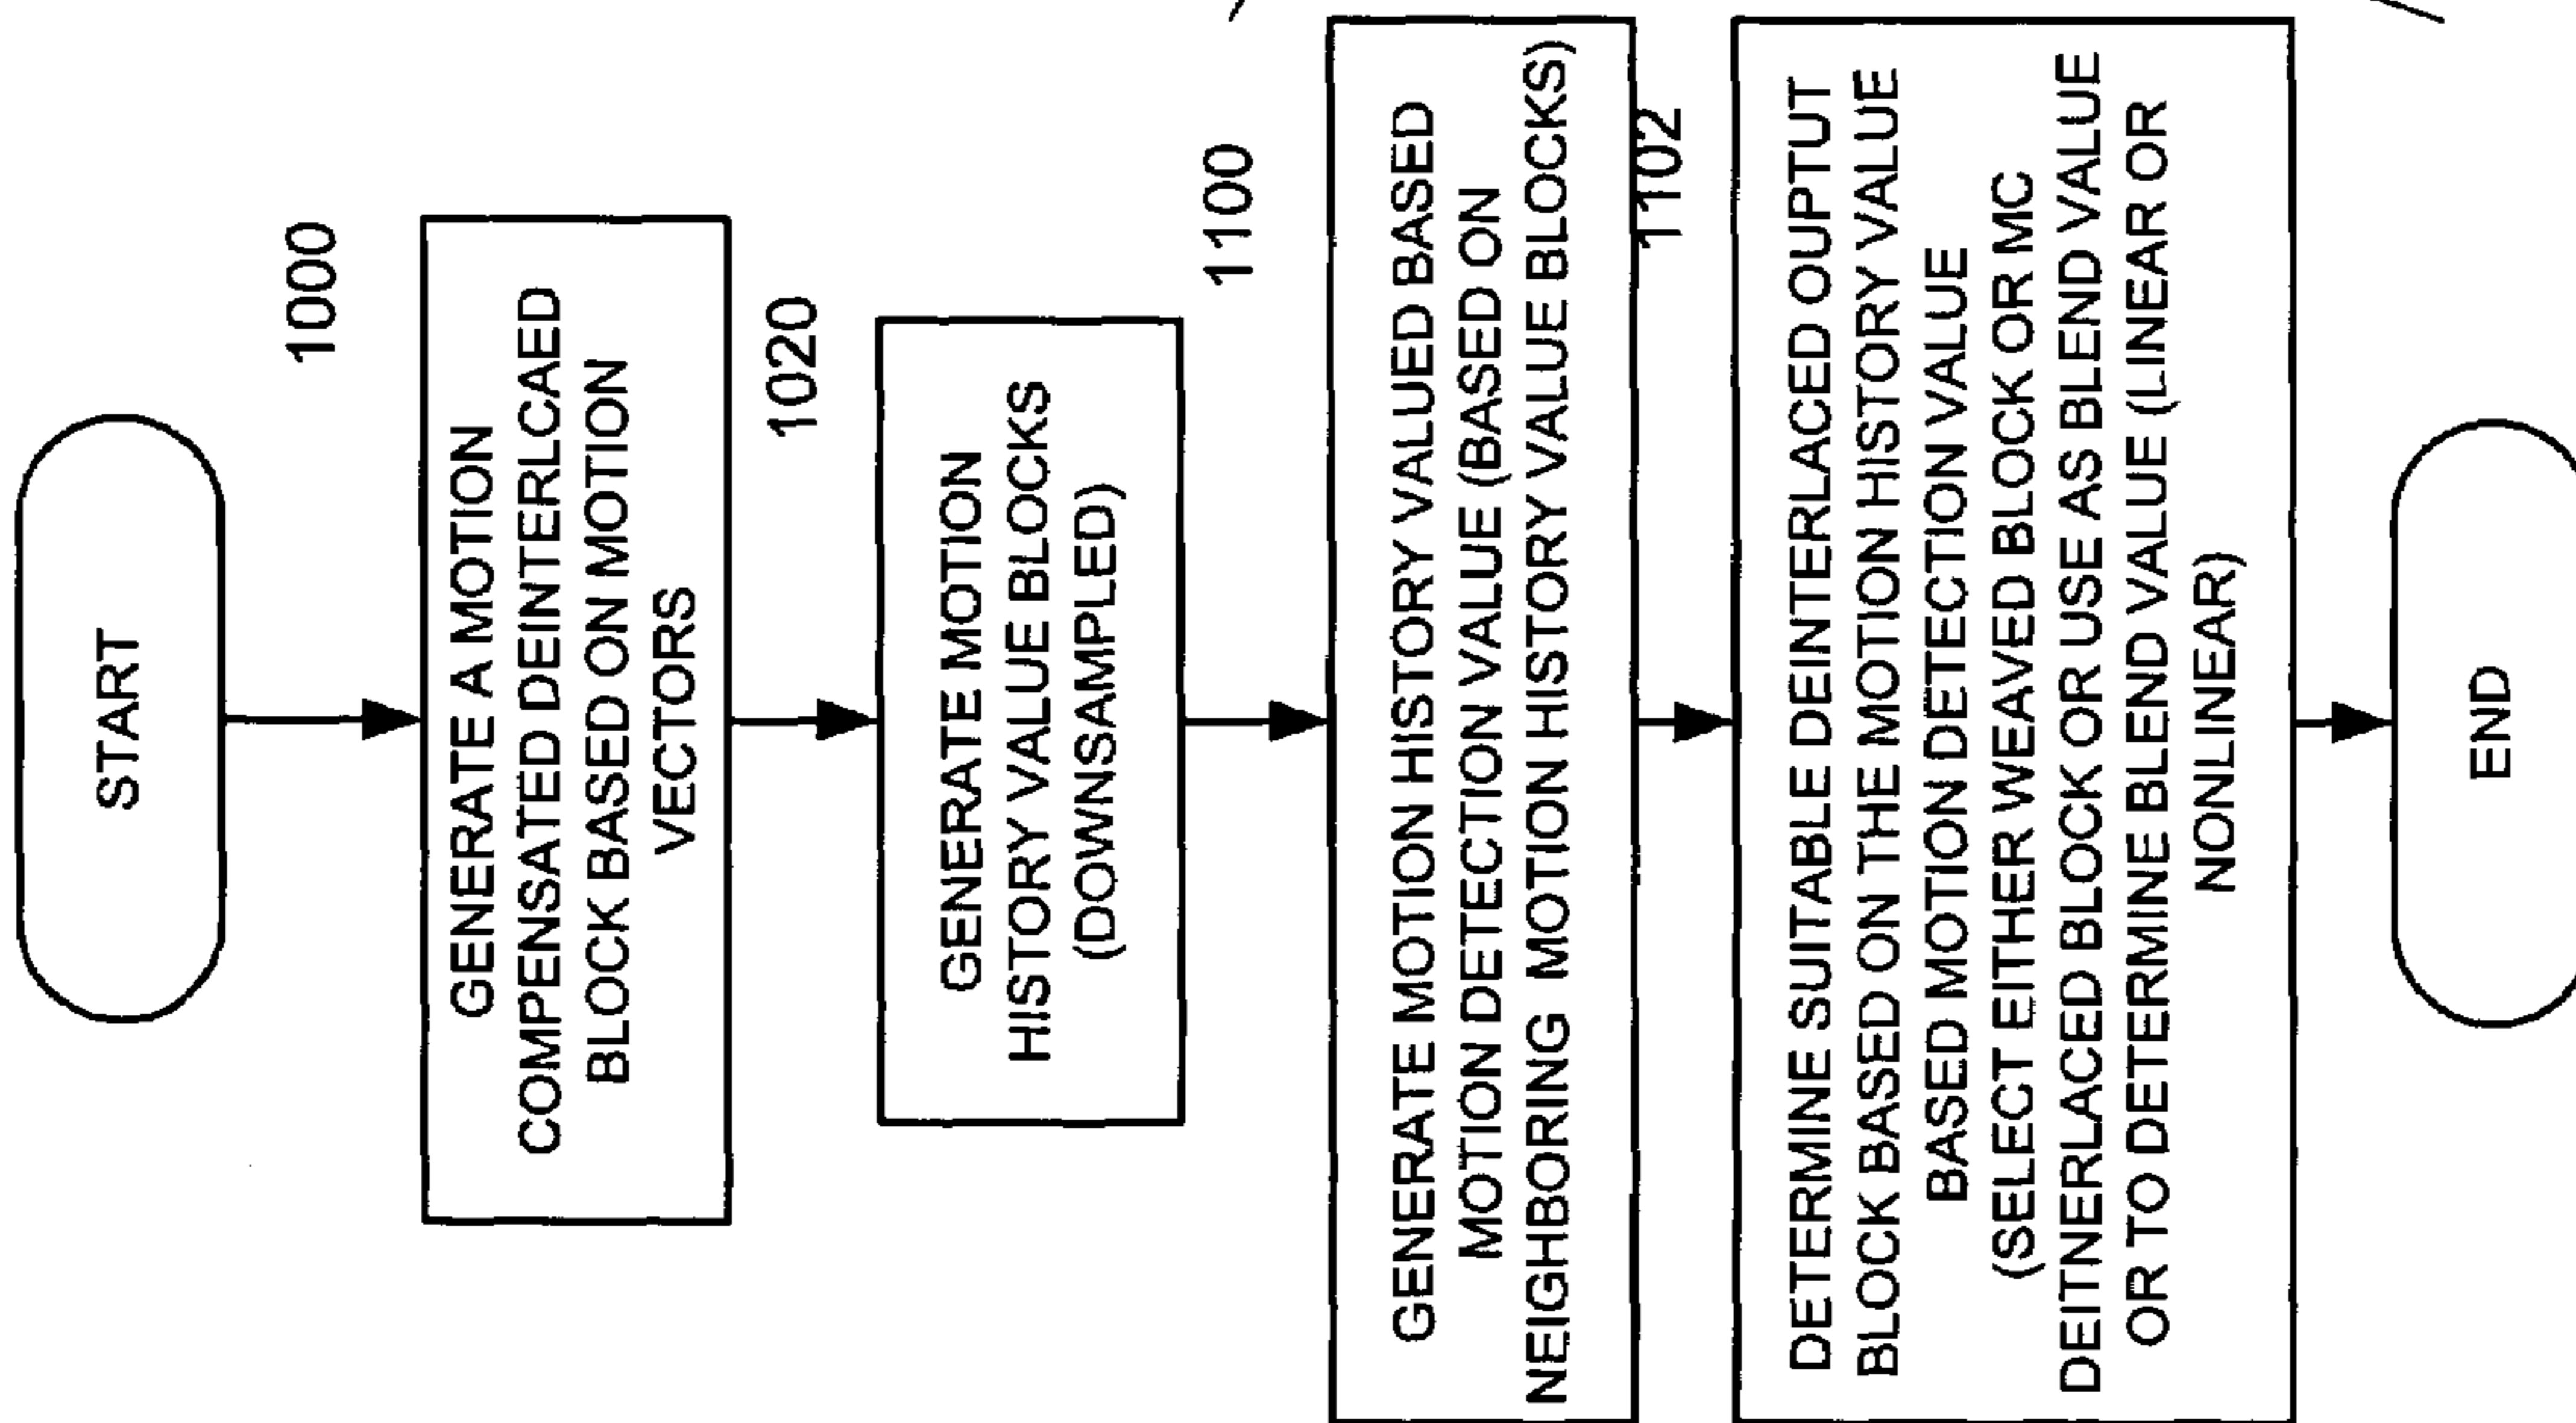 START
1000
GENERATE A MOTION
COMPENSATED DEINTERLCAED
BLOCK BASED ON MOTION
VECTORS
1020
GENERATE MOTION
HISTORY VALUE BLOCKS
(DOWNSAMPLED)
1100
GENERATE MOTION HISTORY VALUED BASED
MOTION DETECTION VALUE (BASED ON
NEIGHBORING MOTION HISTORY VALUE BLOCKS)
1102
DETERMINE SUITABLE DEINTERLACED OUPTUT
BLOCK BASED ON THE MOTION HISTORY VALUE
BASED MOTION DETECTION VALUE
(SELECT EITHER WEAVED BLOCK OR MC
DEITNERLACED BLOCK OR USE AS BLEND VALUE
OR TO DETERMINE BLEND VALUE (LINEAR OR
NONLINEAR)
END